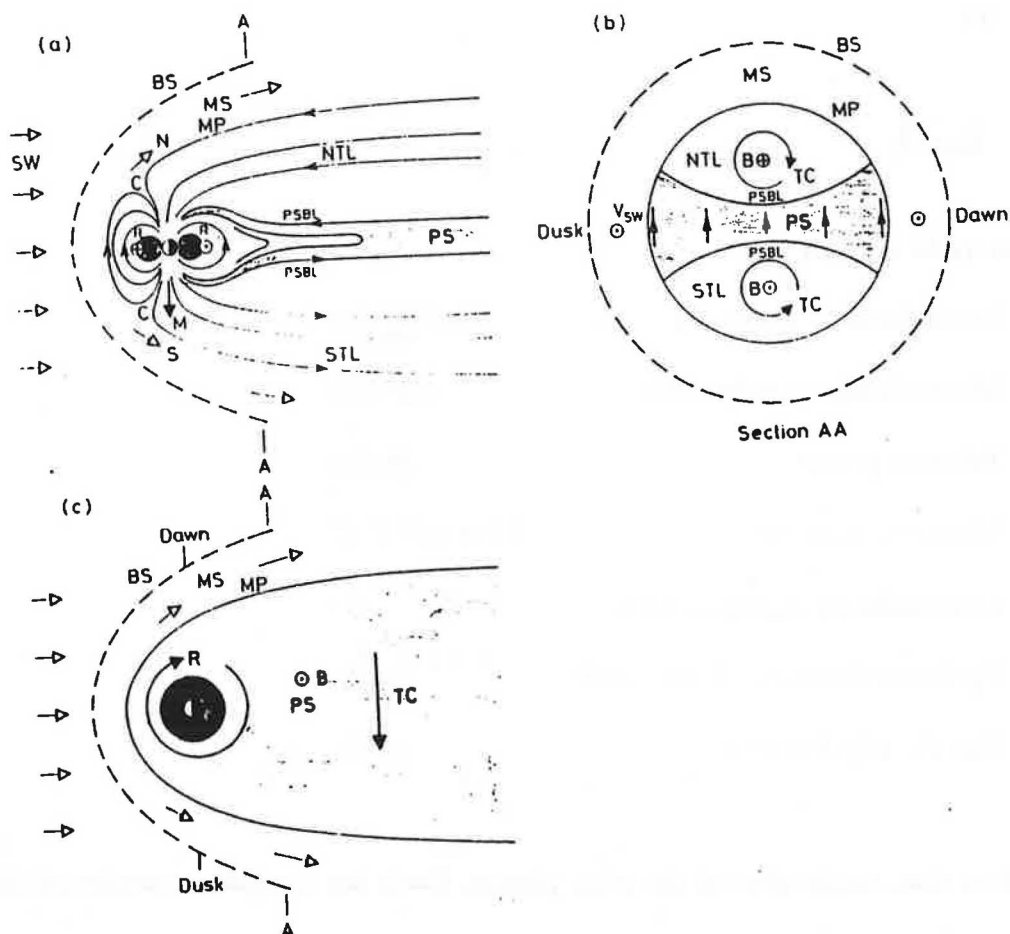 (a)
A
BS
MS
MP
N
SW
C
NTL
R
R
PSBL
PS
PSBL
C
M
S
STL
A
(b)
BS
MS
MP
NTL
B⊕
TC
PSBL
V_SW
PS
Dusk
Dawn
PSBL
STL
B⊙
TC
Section AA
(c)
A
Dawn
BS
MS
MP
R
⊙ B
PS
TC
Dusk
A